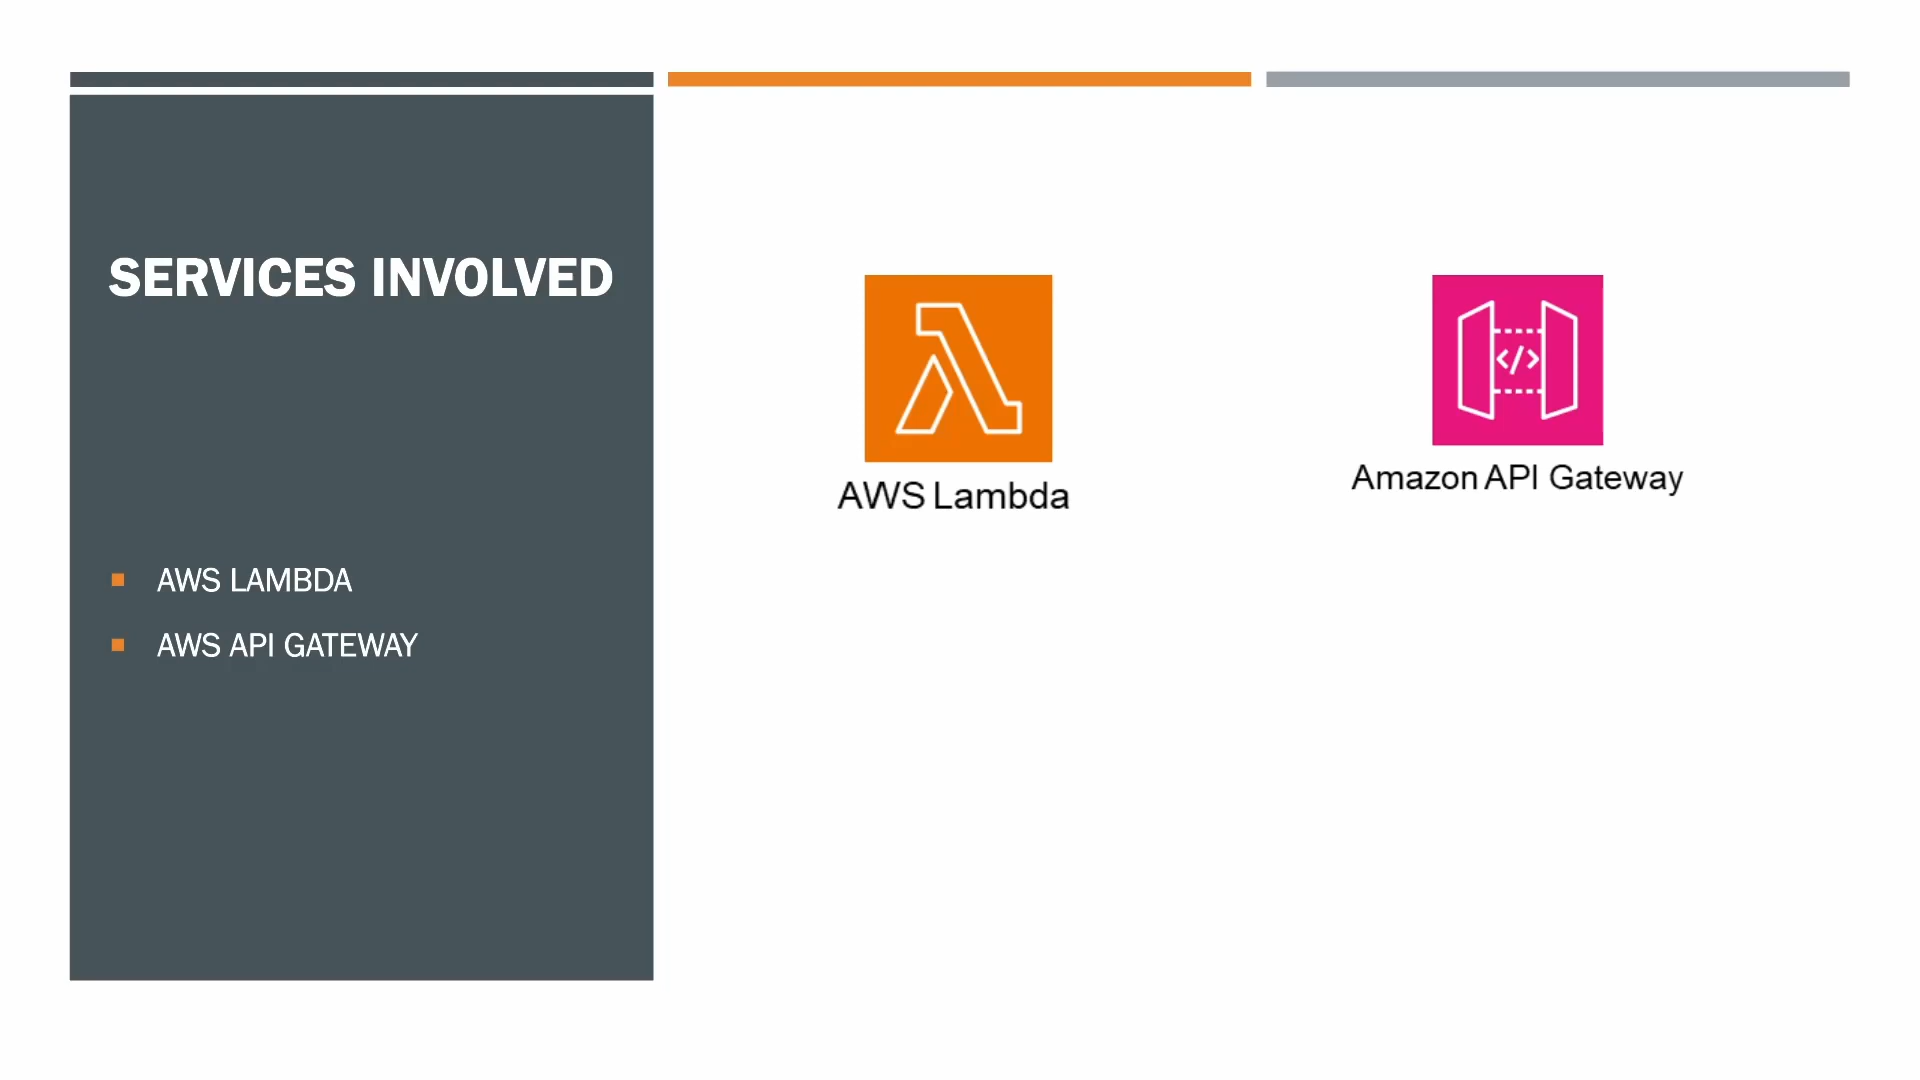 SERVICES INVOLVED
AWS LAMBDA
AWS API GATEWAY
AWS Lambda
</>
Amazon API Gateway